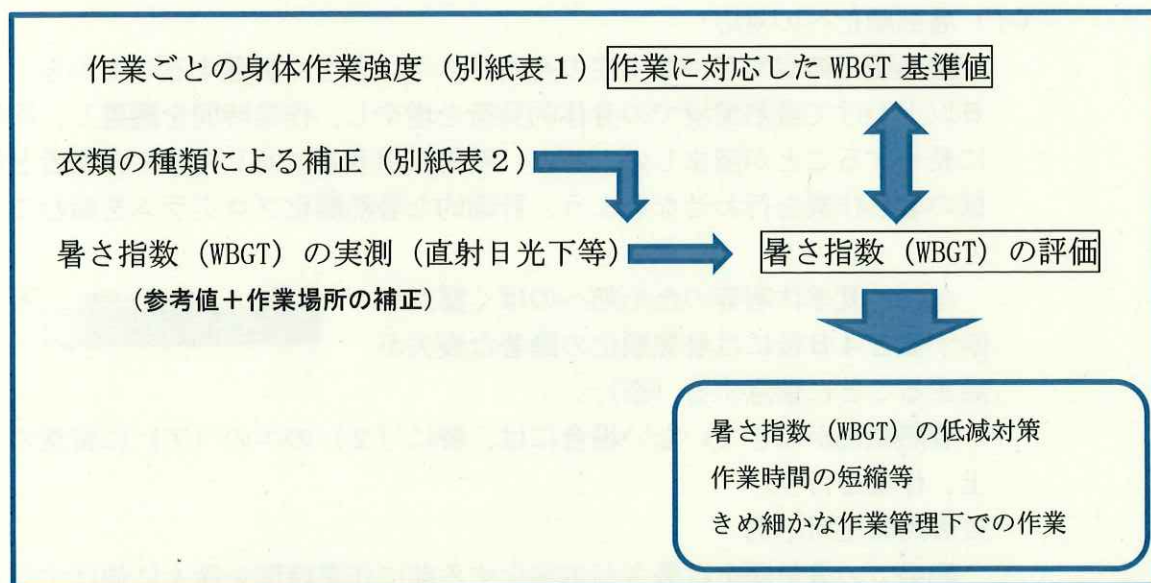 作業ごとの身体作業強度（別紙表１）作業に対応した WBGT 基準値
衣類の種類による補正（別紙表２）
暑さ指数（WBGT）の実測（直射日光下等）
暑さ指数（WBGT）の評価
（参考値＋作業場所の補正）
暑さ指数（WBGT）の低減対策
作業時間の短縮等
きめ細かな作業管理下での作業